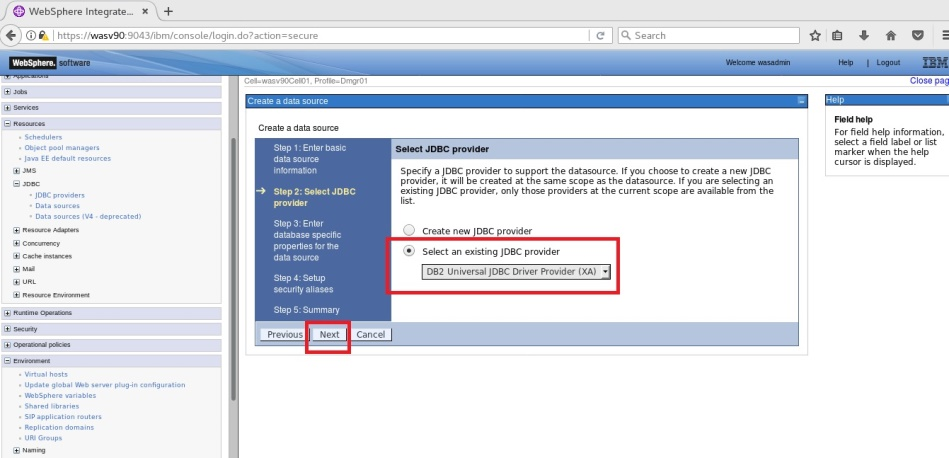 WebSphere Integrate...
https://wasv90:9043/ibm/console/login.do?action=secure
Search
WebSphere. software
Welcome wasadmin
Help | Logout
IBM
Cell=wasv90Cell01, Profile=Dmgr01
Close pag
Applications
Jobs
Services
Resources
Schedulers
Object pool managers
Java EE default resources
JMS
JDBC
JDBC providers
Data sources
Data sources (V4 - deprecated)
Resource Adapters
Concurrency
Cache instances
Mail
URL
Resource Environment
Runtime Operations
Security
Operational policies
Environment
Virtual hosts
Update global Web server plug-in configuration
WebSphere variables
Shared libraries
SIP application routers
Replication domains
URI Groups
Naming
Create a data source
Create a data source
Step 1: Enter basic
data source
information
Step 2: Select JDBC
provider
Step 3: Enter
database specific
properties for the
data source
Step 4: Setup
security aliases
Step 5: Summary
Select JDBC provider
Specify a JDBC provider to support the datasource. If you choose to create a new JDBC
provider, it will be created at the same scope as the datasource. If you are selecting an
existing JDBC provider, only those providers at the current scope are available from the
list.
Create new JDBC provider
Select an existing JDBC provider
DB2 Universal JDBC Driver Provider (XA)
Previous
Next
Cancel
Help
Field help
For field help information,
select a field label or list
marker when the help
cursor is displayed.